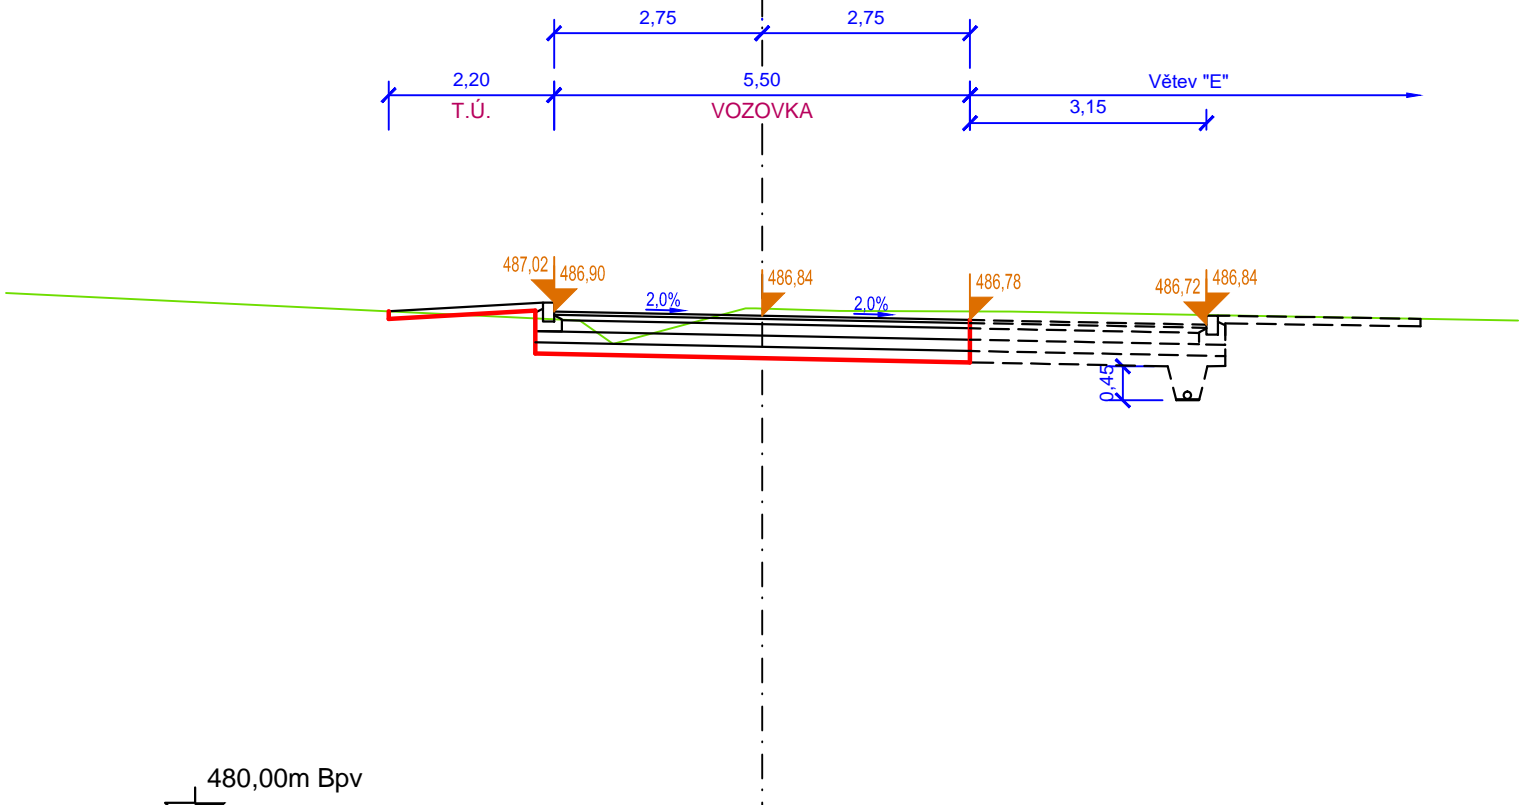 2,75 2,75
2,20 5,50 Větev "E"
T.Ú. VOZOVKA 3,15
487,02 486,90 486,84 486,78 486,72 486,84
2,0% 2,0%
0,45
480,00m Bpv